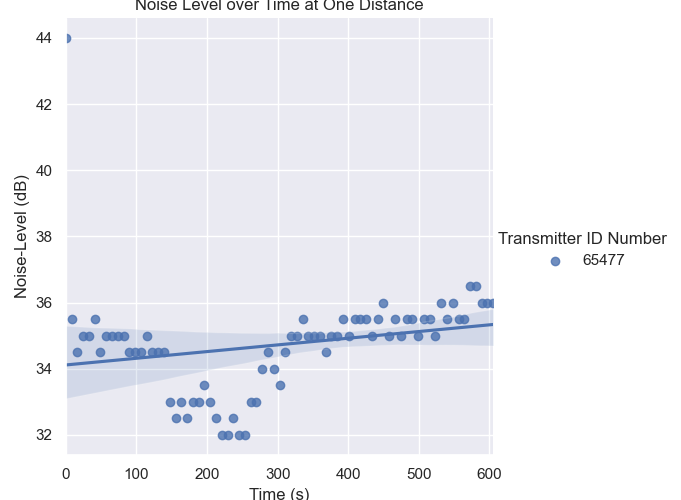 Noise Level over Time at One Distance
44
42
40
38
36
34
32
Noise-Level (dB)
0 100 200 300 400 500 600
Time (s)
Transmitter ID Number
65477